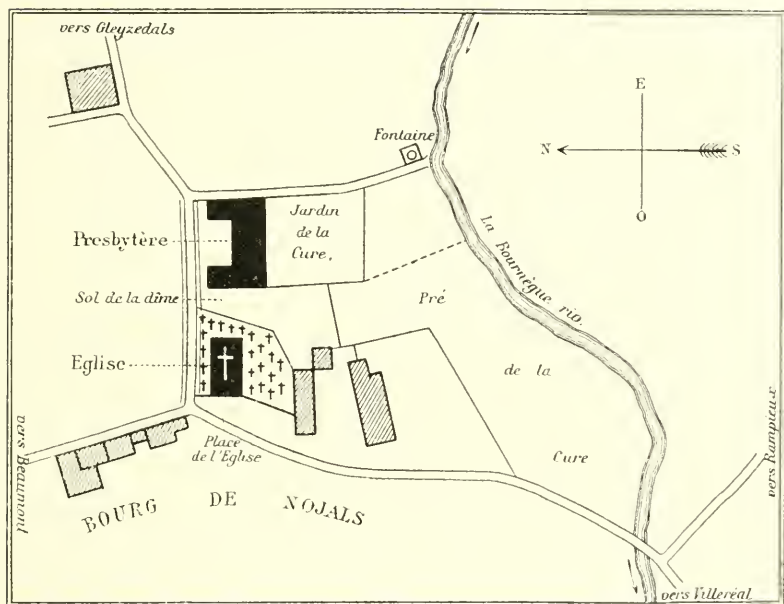 vers Gleyzedals
E
N
S
O
Fontaine
La Bournègue rio.
Jardin
de la
Cure,
Presbytère
Sol de la dîme
Pré
de la
Cure
Eglise
Place
de l'Eglise
BOURG DE NOJALS
vers Beaumond
vers Rampieux
vers Villeréal